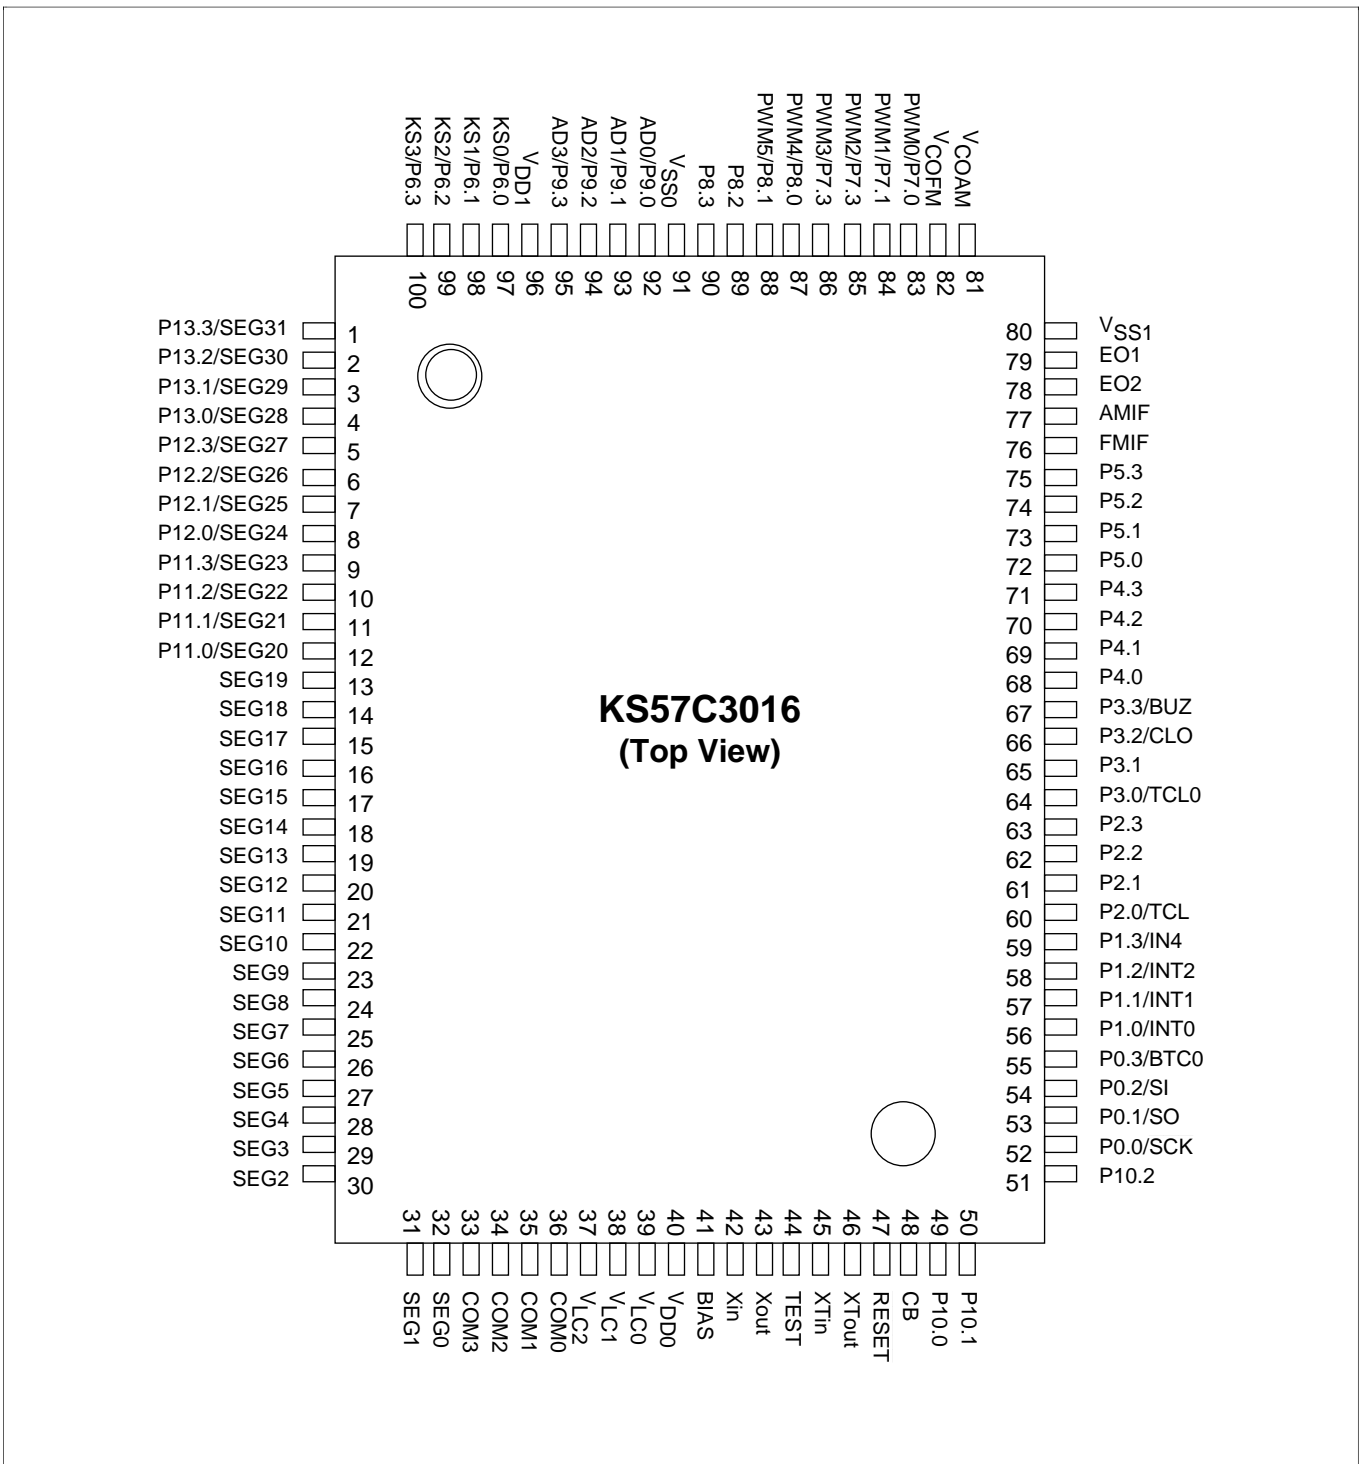 KS3/P6.3
KS2/P6.2
KS1/P6.1
KS0/P6.0
VDD1
AD3/P9.3
AD2/P9.2
AD1/P9.1
AD0/P9.0
VSS0
P8.3
P8.2
PWM5/P8.1
PWM4/P8.0
PWM3/P7.3
PWM2/P7.3
PWM1/P7.1
PWM0/P7.0
VCOFM
VCOAM
100
99
98
97
96
95
94
93
92
91
90
89
88
87
86
85
84
83
82
81
P13.3/SEG31 1
P13.2/SEG30 2
P13.1/SEG29 3
P13.0/SEG28 4
P12.3/SEG27 5
P12.2/SEG26 6
P12.1/SEG25 7
P12.0/SEG24 8
P11.3/SEG23 9
P11.2/SEG22 10
P11.1/SEG21 11
P11.0/SEG20 12
SEG19 13
SEG18 14
SEG17 15
SEG16 16
SEG15 17
SEG14 18
SEG13 19
SEG12 20
SEG11 21
SEG10 22
SEG9 23
SEG8 24
SEG7 25
SEG6 26
SEG5 27
SEG4 28
SEG3 29
SEG2 30
KS57C3016
(Top View)
80 VSS1
79 EO1
78 EO2
77 AMIF
76 FMIF
75 P5.3
74 P5.2
73 P5.1
72 P5.0
71 P4.3
70 P4.2
69 P4.1
68 P4.0
67 P3.3/BUZ
66 P3.2/CLO
65 P3.1
64 P3.0/TCL0
63 P2.3
62 P2.2
61 P2.1
60 P2.0/TCL
59 P1.3/IN4
58 P1.2/INT2
57 P1.1/INT1
56 P1.0/INT0
55 P0.3/BTC0
54 P0.2/SI
53 P0.1/SO
52 P0.0/SCK
51 P10.2
31
32
33
34
35
36
37
38
39
40
41
42
43
44
45
46
47
48
49
50
SEG1
SEG0
COM3
COM2
COM1
COM0
VLC2
VLC1
VLC0
VDD0
BIAS
Xin
Xout
TEST
XTin
XTout
RESET
CB
P10.0
P10.1